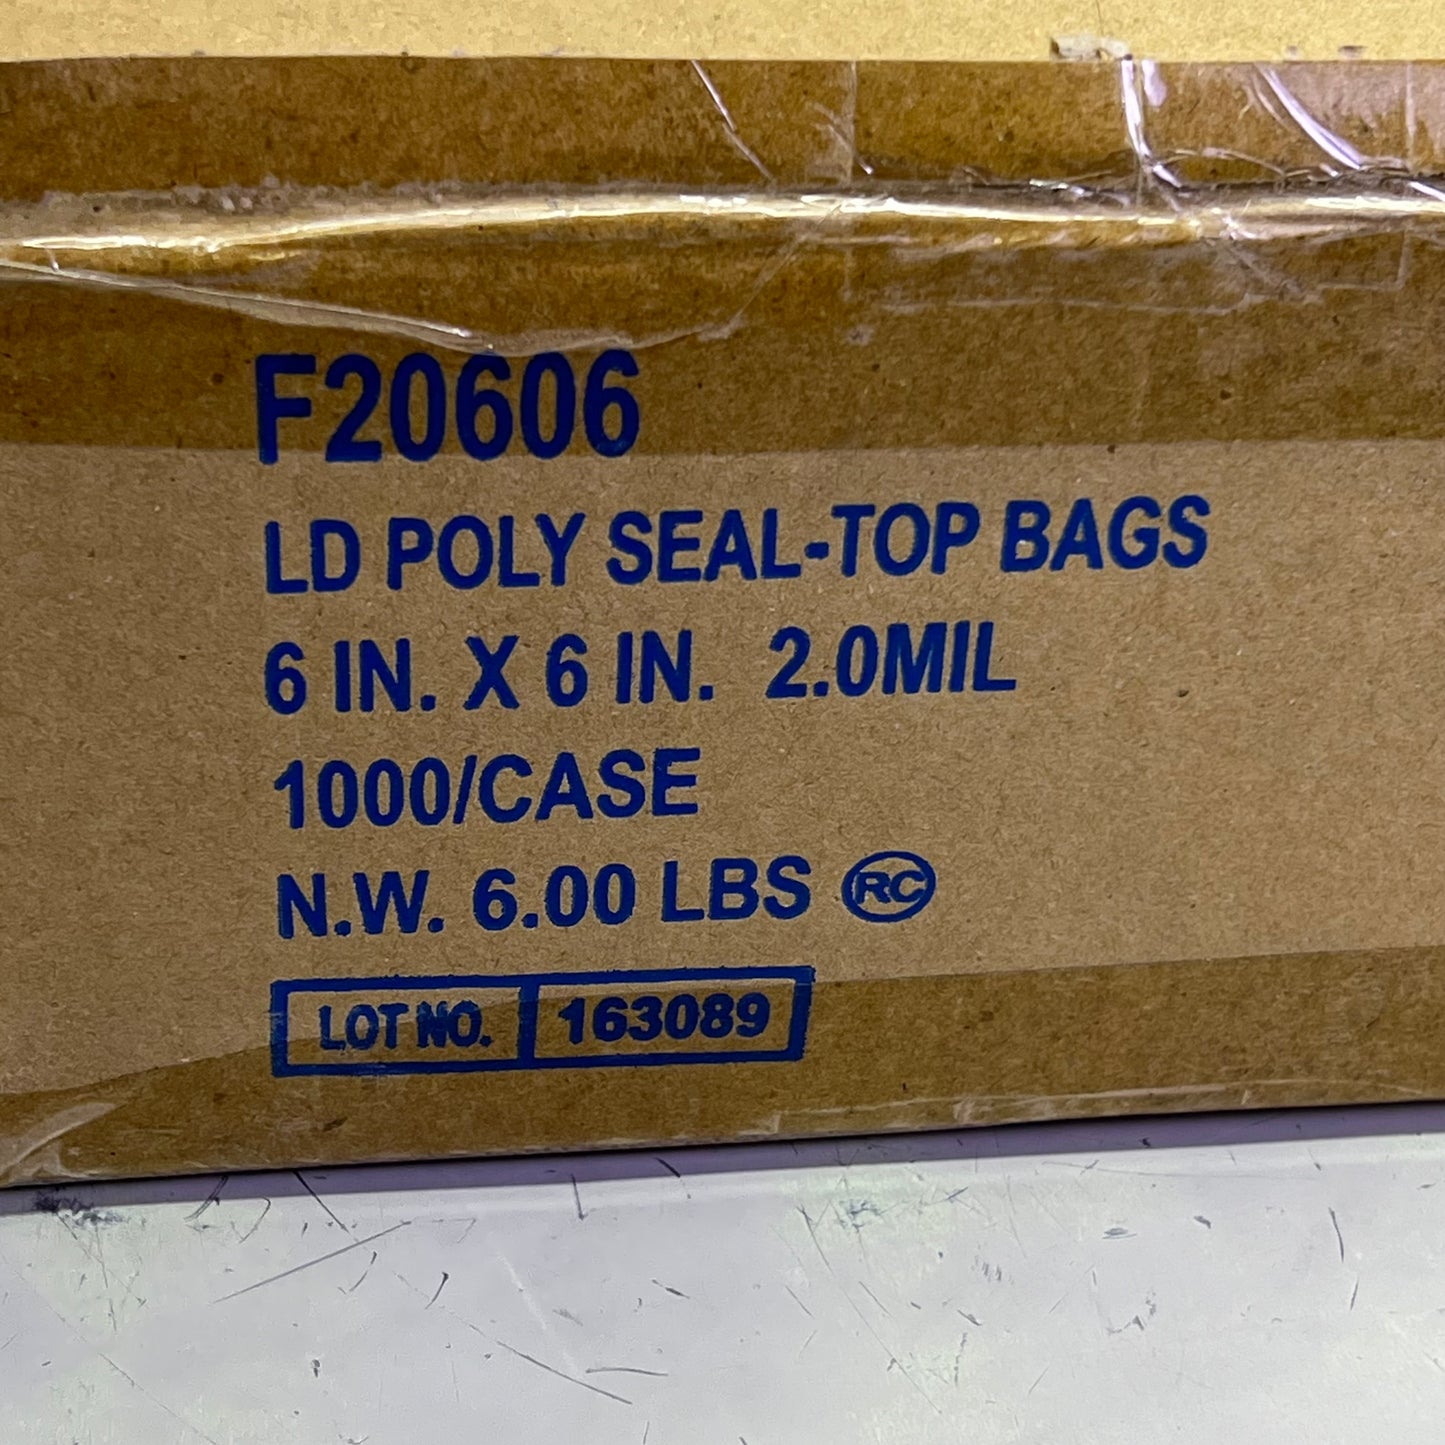 F20606
LD POLY SEAL-TOP BAGS
6 IN. X 6 IN. 2.0MIL
1000/CASE
N.W. 6.00 LBS RC
LOT NO. 163089